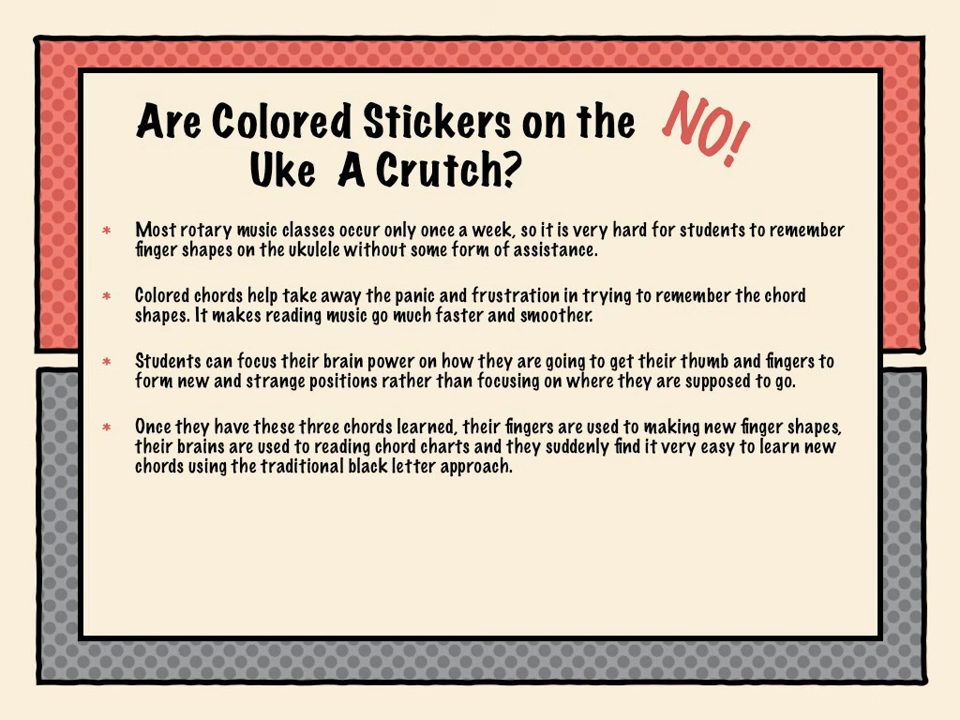 Are Colored Stickers on the NO!
Uke A Crutch?
* Most rotary music classes occur only once a week, so it is very hard for students to remember
finger shapes on the ukulele without some form of assistance.
* Colored chords help take away the panic and frustration in trying to remember the chord
shapes. It makes reading music go much faster and smoother.
* Students can focus their brain power on how they are going to get their thumb and fingers to
form new and strange positions rather than focusing on where they are supposed to go.
* Once they have these three chords learned, their fingers are used to making new finger shapes,
their brains are used to reading chord charts and they suddenly find it very easy to learn new
chords using the traditional black letter approach.